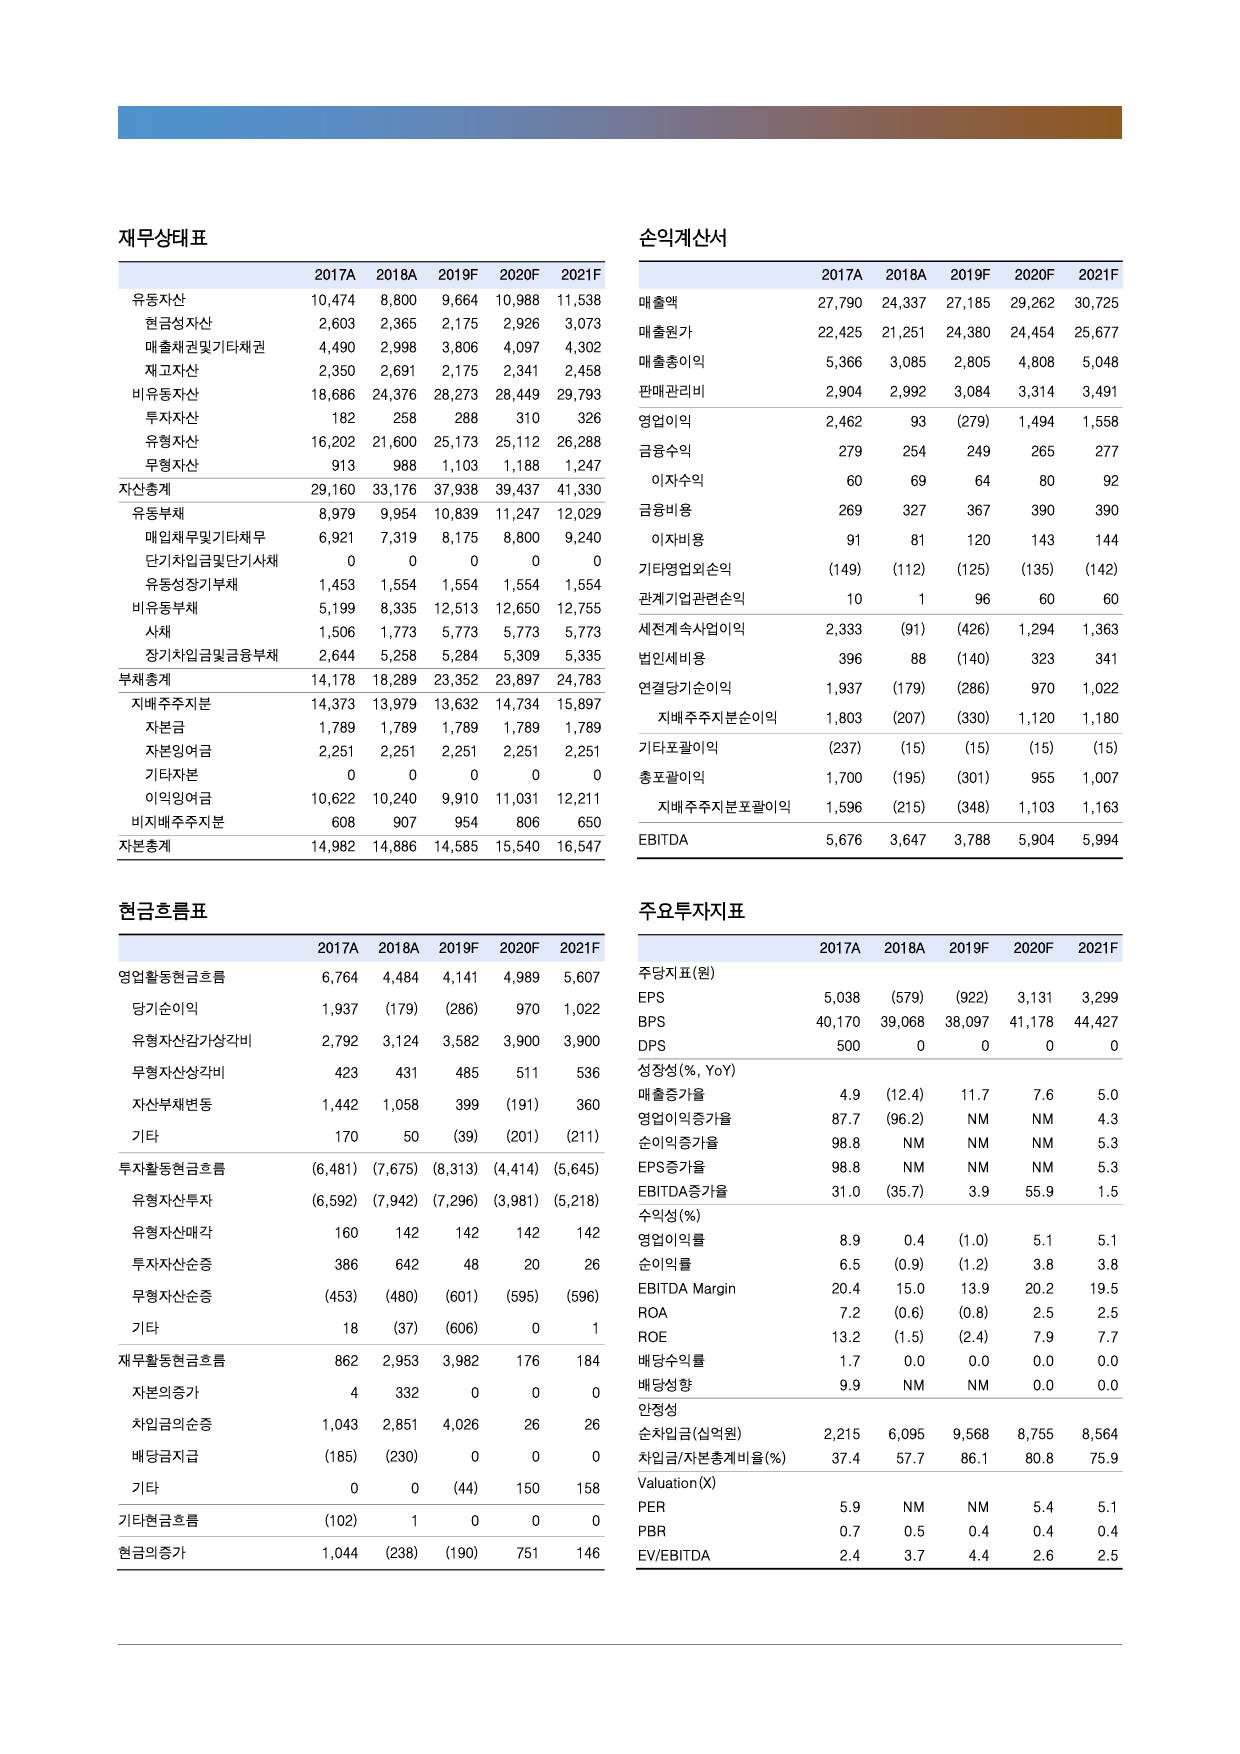 재무상태표
2017A 2018A 2019F 2020F 2021F
유동자산 10,474 8,800 9,664 10,988 11,538
현금성자산 2,603 2,365 2,175 2,926 3,073
매출채권및기타채권 4,490 2,998 3,806 4,097 4,302
재고자산 2,350 2,691 2,175 2,341 2,458
비유동자산 18,686 24,376 28,273 28,449 29,793
투자자산 182 258 288 310 326
유형자산 16,202 21,600 25,173 25,112 26,288
무형자산 913 988 1,103 1,188 1,247
자산총계 29,160 33,176 37,938 39,437 41,330
유동부채 8,979 9,954 10,839 11,247 12,029
매입채무및기타채무 6,921 7,319 8,175 8,800 9,240
단기차입금및단기사채 0 0 0 0 0
유동성장기부채 1,453 1,554 1,554 1,554 1,554
비유동부채 5,199 8,335 12,513 12,650 12,755
사채 1,506 1,773 5,773 5,773 5,773
장기차입금및금융부채 2,644 5,258 5,284 5,309 5,335
부채총계 14,178 18,289 23,352 23,897 24,783
지배주주지분 14,373 13,979 13,632 14,734 15,897
자본금 1,789 1,789 1,789 1,789 1,789
자본잉여금 2,251 2,251 2,251 2,251 2,251
기타자본 0 0 0 0 0
이익잉여금 10,622 10,240 9,910 11,031 12,211
비지배주주지분 608 907 954 806 650
자본총계 14,982 14,886 14,585 15,540 16,547
손익계산서
2017A 2018A 2019F 2020F 2021F
매출액 27,790 24,337 27,185 29,262 30,725
매출원가 22,425 21,251 24,380 24,454 25,677
매출총이익 5,366 3,085 2,805 4,808 5,048
판매관리비 2,904 2,992 3,084 3,314 3,491
영업이익 2,462 93 (279) 1,494 1,558
금융수익 279 254 249 265 277
이자수익 60 69 64 80 92
금융비용 269 327 367 390 390
이자비용 91 81 120 143 144
기타영업외손익 (149) (112) (125) (135) (142)
관계기업관련손익 10 1 96 60 60
세전계속사업이익 2,333 (91) (426) 1,294 1,363
법인세비용 396 88 (140) 323 341
연결당기순이익 1,937 (179) (286) 970 1,022
지배주주지분순이익 1,803 (207) (330) 1,120 1,180
기타포괄이익 (237) (15) (15) (15) (15)
총포괄이익 1,700 (195) (301) 955 1,007
지배주주지분포괄이익 1,596 (215) (348) 1,103 1,163
EBITDA 5,676 3,647 3,788 5,904 5,994
현금흐름표
2017A 2018A 2019F 2020F 2021F
영업활동현금흐름 6,764 4,484 4,141 4,989 5,607
당기순이익 1,937 (179) (286) 970 1,022
유형자산감가상각비 2,792 3,124 3,582 3,900 3,900
무형자산상각비 423 431 485 511 536
자산부채변동 1,442 1,058 399 (191) 360
기타 170 50 (39) (201) (211)
투자활동현금흐름 (6,481) (7,675) (8,313) (4,414) (5,645)
유형자산투자 (6,592) (7,942) (7,296) (3,981) (5,218)
유형자산매각 160 142 142 142 142
투자자산순증 386 642 48 20 26
무형자산순증 (453) (480) (601) (595) (596)
기타 18 (37) (606) 0 1
재무활동현금흐름 862 2,953 3,982 176 184
자본의증가 4 332 0 0 0
차입금의순증 1,043 2,851 4,026 26 26
배당금지급 (185) (230) 0 0 0
기타 0 0 (44) 150 158
기타현금흐름 (102) 1 0 0 0
현금의증가 1,044 (238) (190) 751 146
주요투자지표
2017A 2018A 2019F 2020F 2021F
주당지표(원)
EPS 5,038 (579) (922) 3,131 3,299
BPS 40,170 39,068 38,097 41,178 44,427
DPS 500 0 0 0 0
성장성(%, YoY)
매출증가율 4.9 (12.4) 11.7 7.6 5.0
영업이익증가율 87.7 (96.2) NM NM 4.3
순이익증가율 98.8 NM NM NM 5.3
EPS증가율 98.8 NM NM NM 5.3
EBITDA증가율 31.0 (35.7) 3.9 55.9 1.5
수익성(%)
영업이익률 8.9 0.4 (1.0) 5.1 5.1
순이익률 6.5 (0.9) (1.2) 3.8 3.8
EBITDA Margin 20.4 15.0 13.9 20.2 19.5
ROA 7.2 (0.6) (0.8) 2.5 2.5
ROE 13.2 (1.5) (2.4) 7.9 7.7
배당수익률 1.7 0.0 0.0 0.0 0.0
배당성향 9.9 NM NM 0.0 0.0
안정성
순차입금(십억원) 2,215 6,095 9,568 8,755 8,564
차입금/자본총계비율(%) 37.4 57.7 86.1 80.8 75.9
Valuation(X)
PER 5.9 NM NM 5.4 5.1
PBR 0.7 0.5 0.4 0.4 0.4
EV/EBITDA 2.4 3.7 4.4 2.6 2.5